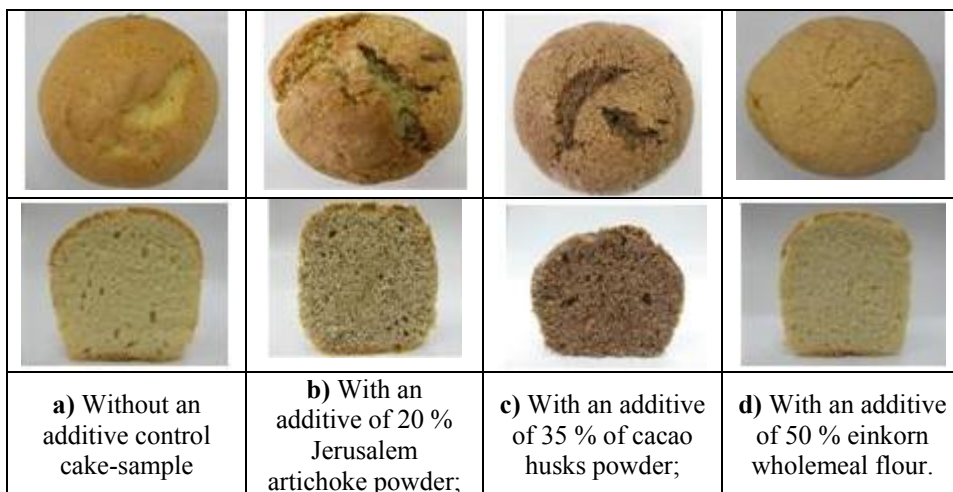 a) Without an
additive control
cake-sample
b) With an
additive of 20 %
Jerusalem
artichoke powder;
c) With an additive
of 35 % of cacao
husks powder;
d) With an additive
of 50 % einkorn
wholemeal flour.